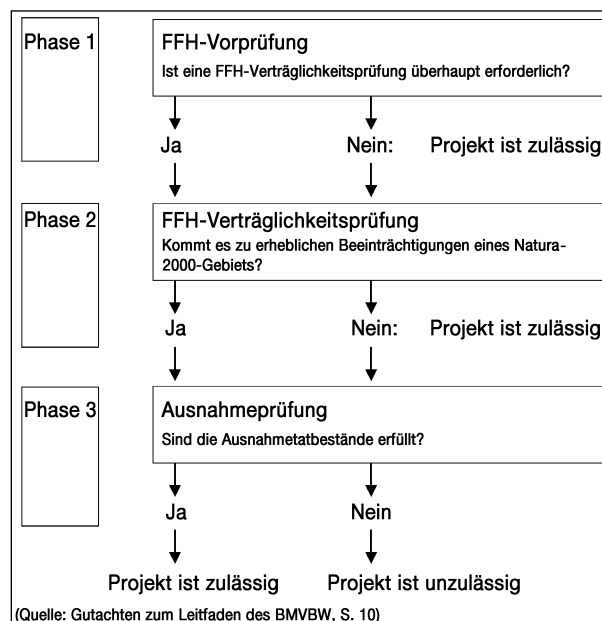 Phase 1
FFH-Vorprüfung
Ist eine FFH-Verträglichkeitsprüfung überhaupt erforderlich?
Ja
Nein: Projekt ist zulässig
Phase 2
FFH-Verträglichkeitsprüfung
Kommt es zu erheblichen Beeinträchtigungen eines Natura-
2000-Gebiets?
Ja
Nein: Projekt ist zulässig
Phase 3
Ausnahmeprüfung
Sind die Ausnahmetatbestände erfüllt?
Ja
Nein
Projekt ist zulässig
Projekt ist unzulässig
(Quelle: Gutachten zum Leitfaden des BMVBW, S. 10)